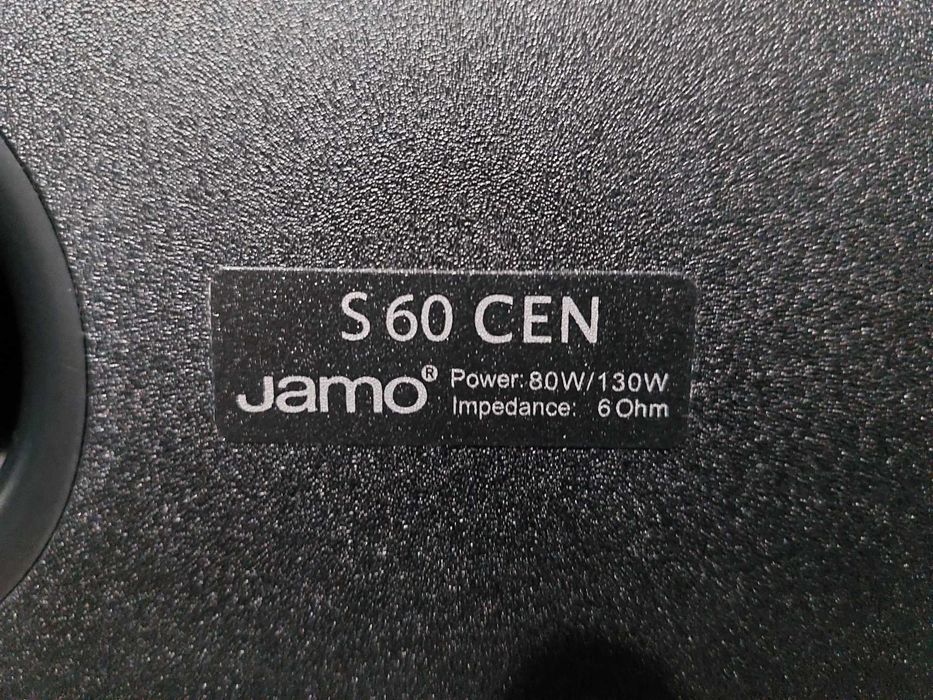 S 60 CEN
Jamo®
Power: 80W/130W
Impedance: 6 Ohm